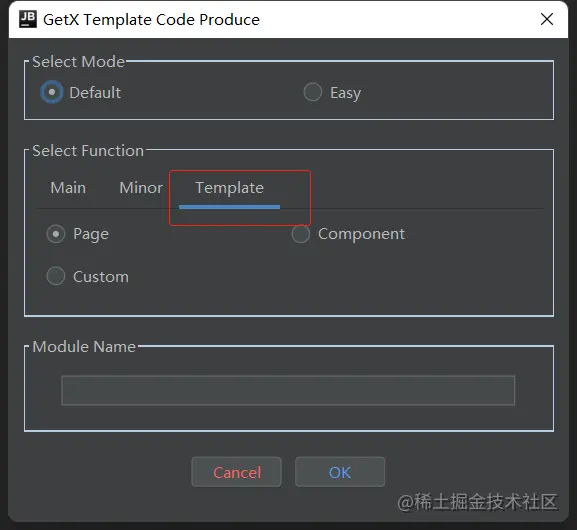 JB GetX Template Code Produce
Select Mode
Default Easy
Select Function
Main Minor Template
Page Component
Custom
Module Name
Cancel OK
@稀土掘金技术社区